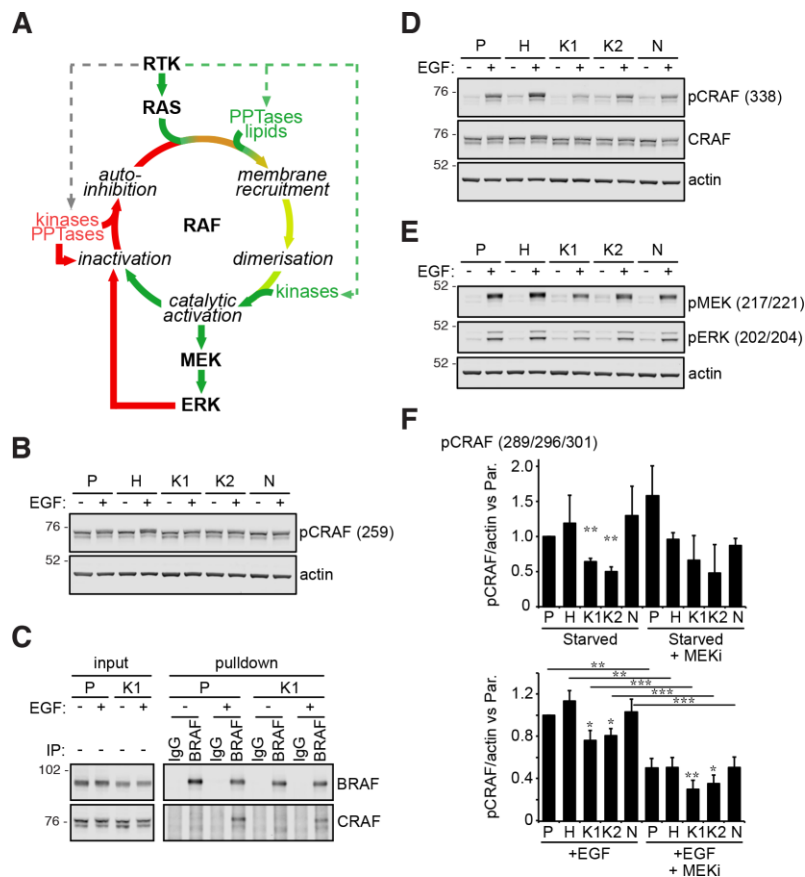 A
RTK
RAS
PPTases
lipids
auto-
inhibition
membrane
recruitment
kinases
PPTases
RAF
inactivation
dimerisation
catalytic
activation
kinases
MEK
ERK
B
P H K1 K2 N
EGF: - + - + - + - + - +
76 -
pCRAF (259)
52 -
actin
C
input pulldown
P K1 P K1
EGF: - + - + - + - +
IP: - - - - IgG BRAF IgG BRAF IgG BRAF IgG BRAF
102 -
BRAF
76 -
CRAF
D
P H K1 K2 N
EGF: - + - + - + - + - +
76 -
pCRAF (338)
76 -
CRAF
52 -
actin
E
P H K1 K2 N
EGF: - + - + - + - + - +
52 -
pMEK (217/221)
pERK (202/204)
52 -
actin
F
pCRAF (289/296/301)
pCRAF/actin vs Par.
2.0
1.5
1.0
0.5
0
** **
P H K1 K2 N P H K1 K2 N
Starved Starved
+ MEKi
pCRAF/actin vs Par.
1.2
0.8
0.4
0
**
**
***
***
***
* * ** *
P H K1 K2 N P H K1 K2 N
+EGF +EGF
+ MEKi